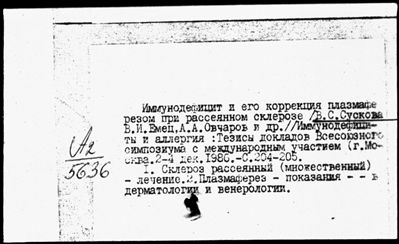 Иммунодефицит и его коррекция плазмафе
резом при рассеянном склерозе /В.С.Сускова
В.И.Емец,А.А.Овчаров и др.//Иммунодефици-
ты и аллергия :Тезисы докладов Всесоюзного
симпозиума с международным участием (г.Мо-
сква.2-4 дек.1986.-С.204-205.
1. Склероз рассеянный (множественный)
- лечение.2.Плазмаферез - показания - - в
дерматологии и венерологии.
А2
5636